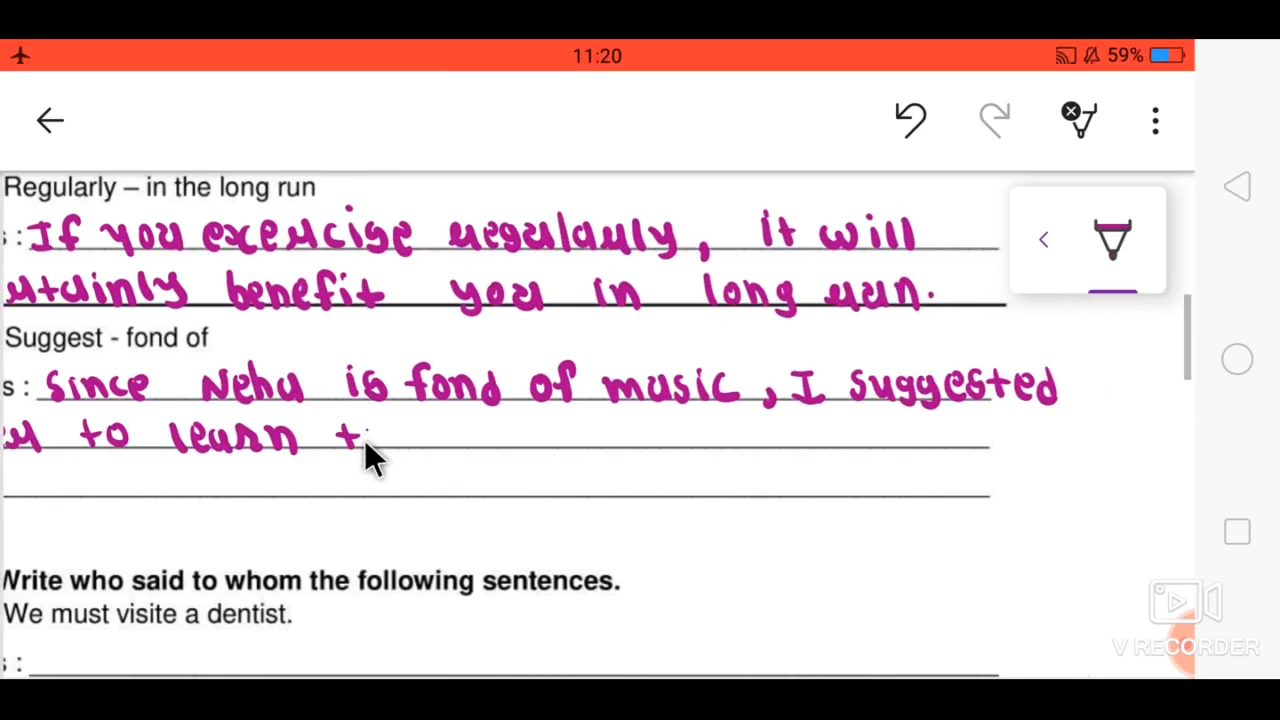 11:20
59%
Regularly – in the long run
: If you exercise regularly, it will
rtainly benefit you in long run.
Suggest - fond of
s : Since Neha is fond of music, I suggested
er to learn t
Write who said to whom the following sentences.
We must visite a dentist.
s :
V RECORDER